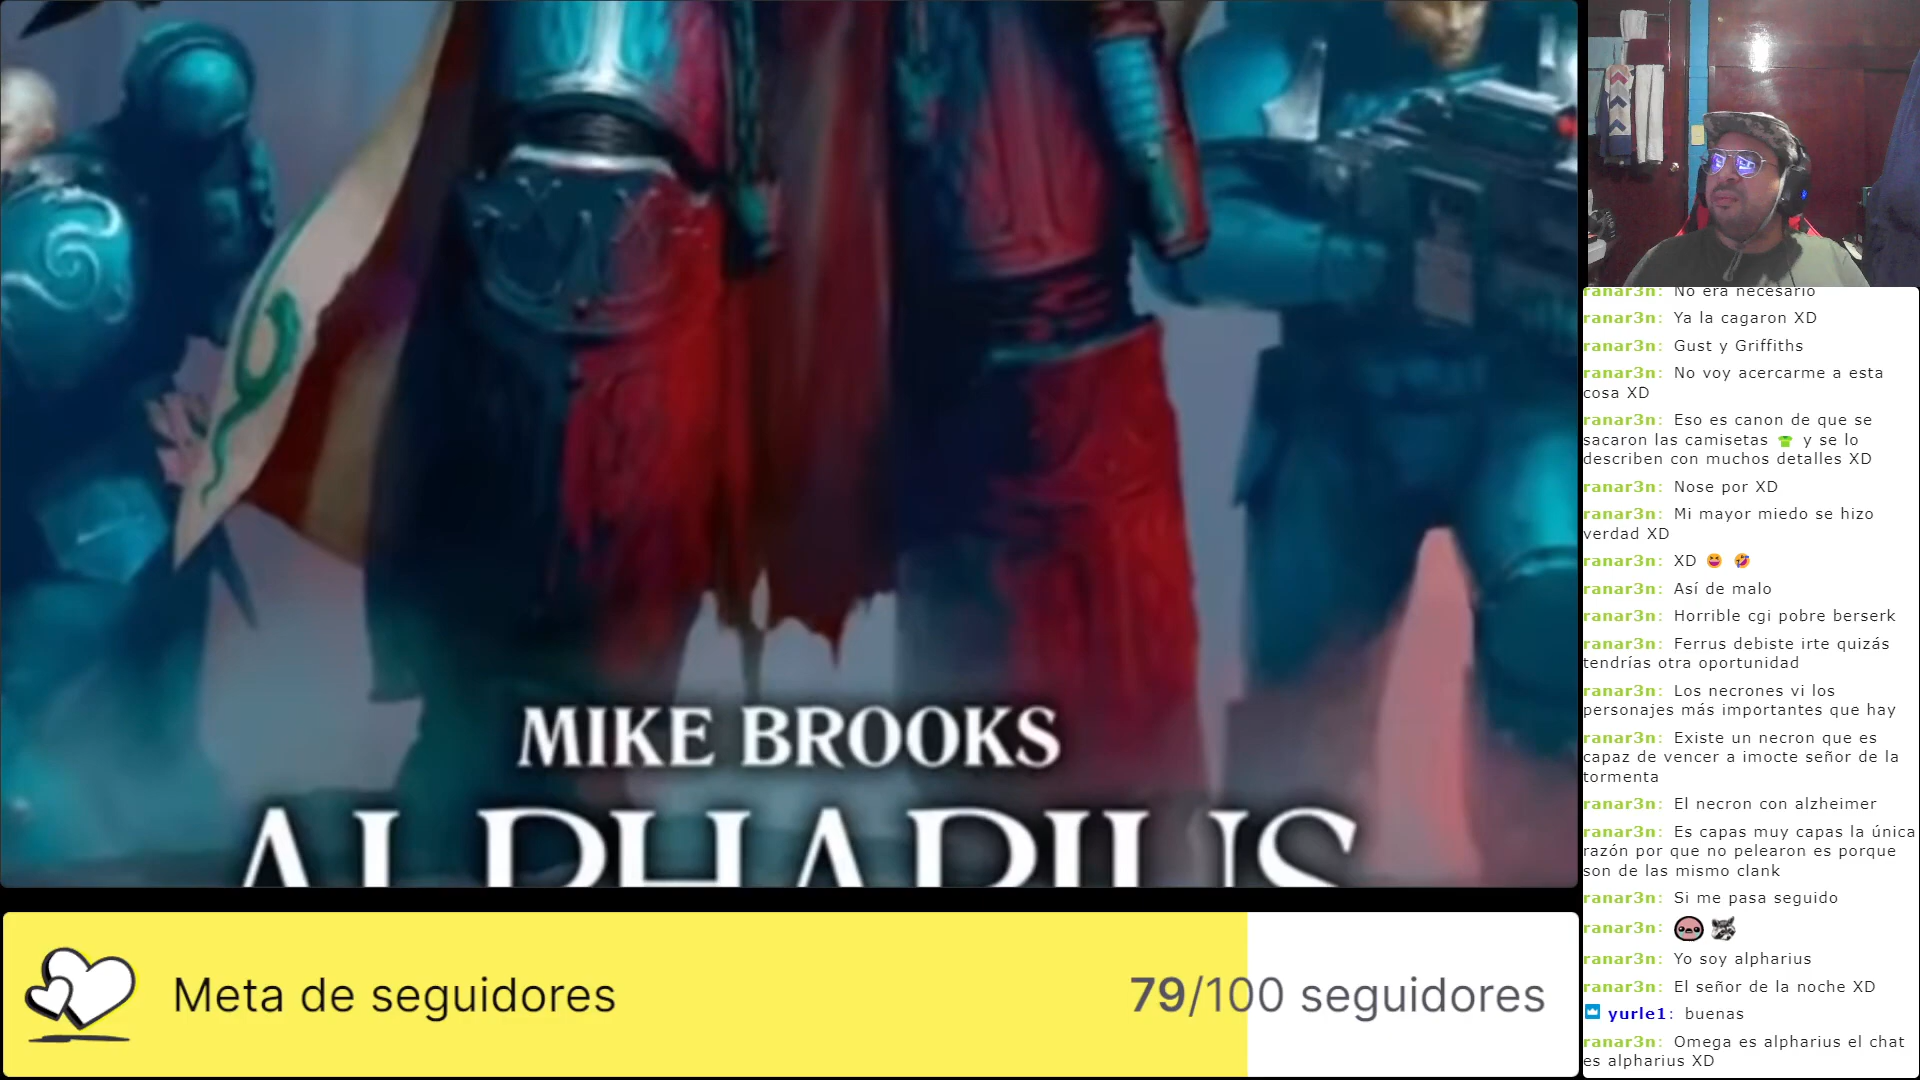 MIKE BROOKS
ALPHARIUS
Meta de seguidores
79/100 seguidores
ranar3n: No era necesario
ranar3n: Ya la cagaron XD
ranar3n: Gust y Griffiths
ranar3n: No voy acercarme a esta
cosa XD
ranar3n: Eso es canon de que se
sacaron las camisetas y se lo
describen con muchos detalles XD
ranar3n: Nose por XD
ranar3n: Mi mayor miedo se hizo
verdad XD
ranar3n: XD
ranar3n: Así de malo
ranar3n: Horrible cgi pobre berserk
ranar3n: Ferrus debiste irte quizás
tendrías otra oportunidad
ranar3n: Los necrones vi los
personajes más importantes que hay
ranar3n: Existe un necron que es
capaz de vencer a imocte señor de la
tormenta
ranar3n: El necron con alzheimer
ranar3n: Es capas muy capas la única
razón por que no pelearon es porque
son de las mismo clank
ranar3n: Si me pasa seguido
ranar3n:
ranar3n: Yo soy alpharius
ranar3n: El señor de la noche XD
yurle1: buenas
ranar3n: Omega es alpharius el chat
es alpharius XD